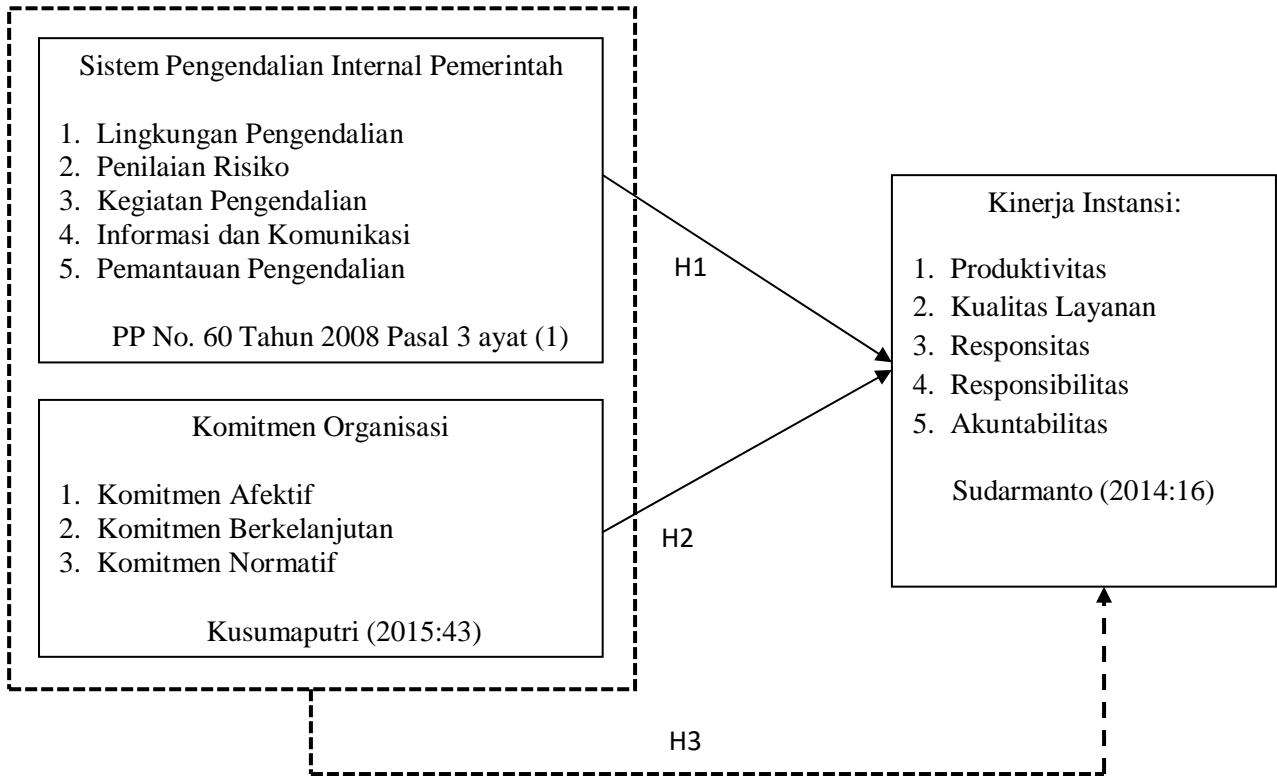 Sistem Pengendalian Internal Pemerintah
1. Lingkungan Pengendalian
2. Penilaian Risiko
3. Kegiatan Pengendalian
4. Informasi dan Komunikasi
5. Pemantauan Pengendalian
PP No. 60 Tahun 2008 Pasal 3 ayat (1)
Komitmen Organisasi
1. Komitmen Afektif
2. Komitmen Berkelanjutan
3. Komitmen Normatif
Kusumaputri (2015:43)
H1
H2
Kinerja Instansi:
1. Produktivitas
2. Kualitas Layanan
3. Responsitas
4. Responsibilitas
5. Akuntabilitas
Sudarmanto (2014:16)
H3